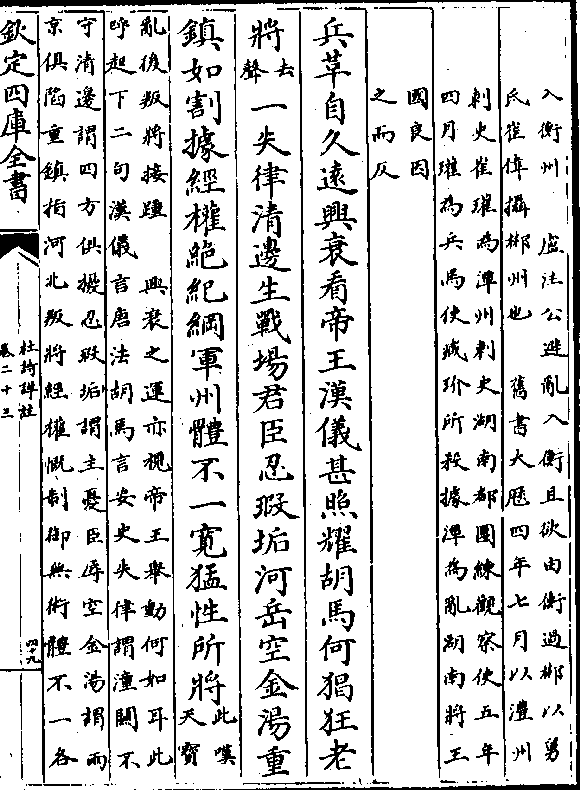 入衡州　盧注公避亂入衡且欲由衡過郴以舅
氏崔偉攝郴州也　舊書大厯四年七月以澧州
刺史崔瓘為潭州刺史湖南都團練觀察使五年
四月瓘為兵馬使臧玠所殺據潭為亂湖南將王
國良因
之而反
兵革自久遠興衰看帝王漢儀甚照耀胡馬何猖狂老
將去
聲一失律清邊生戰場君臣忍瑕垢河岳空金湯重
鎮如割據經權絶紀綱軍州體不一寛猛性所將此嘆
天寶
亂後叛將接踵　興衰之運亦視帝王舉動何如耳此
呼起下二句漢儀言唐法胡馬言安史失律謂潼關不
守清邊謂四方俱擾忍瑕垢謂主憂臣辱空金湯謂兩
京俱陷重鎮指河北叛將經權慨制御無術體不一各
欽定四庫全書
杜詩詳註
卷二十三
四十九